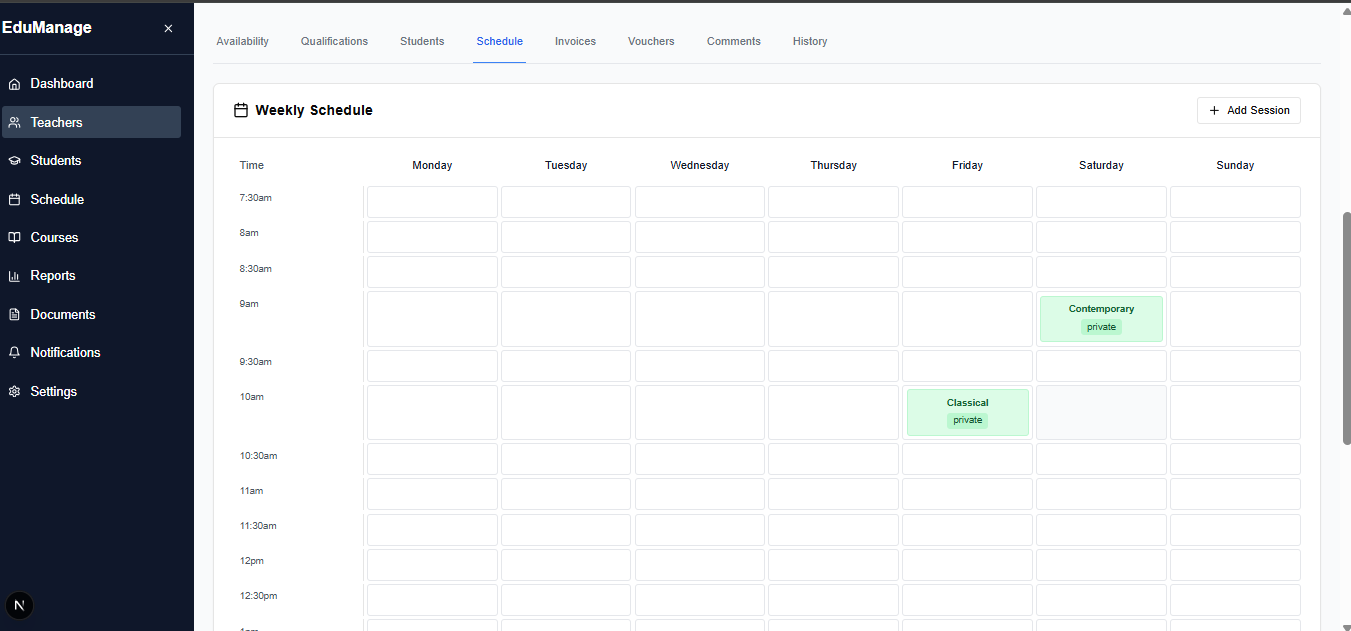 EduManage
Dashboard
Teachers
Students
Schedule
Courses
Reports
Documents
Notifications
Settings
N
Availability Qualifications Students Schedule Invoices Vouchers Comments History
Weekly Schedule
+ Add Session
Time Monday Tuesday Wednesday Thursday Friday Saturday Sunday
7:30am
8am
8:30am
9am
Contemporary
private
9:30am
10am
Classical
private
10:30am
11am
11:30am
12pm
12:30pm
1pm